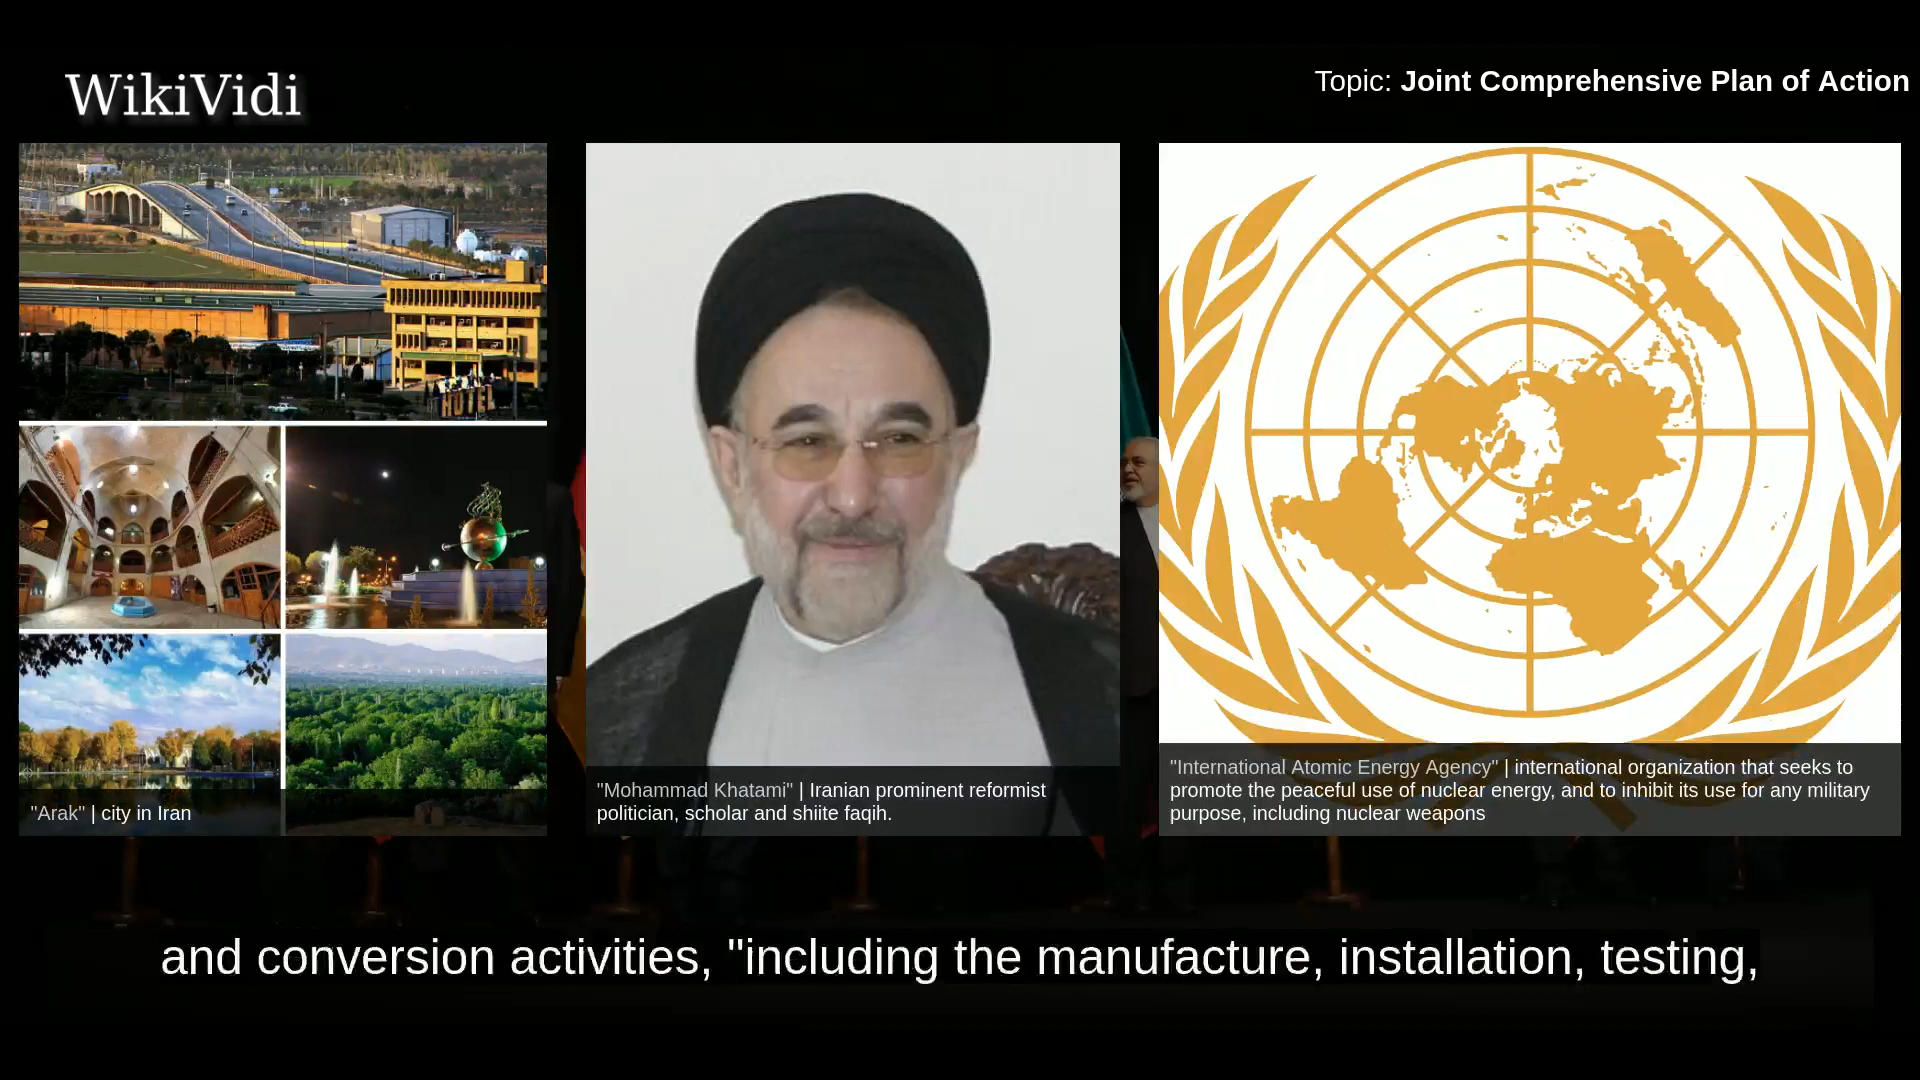 WikiVidi
Topic: Joint Comprehensive Plan of Action
HOTEL
"Arak" | city in Iran
"Mohammad Khatami" | Iranian prominent reformist
politician, scholar and shiite faqih.
"International Atomic Energy Agency" | international organization that seeks to
promote the peaceful use of nuclear energy, and to inhibit its use for any military
purpose, including nuclear weapons
and conversion activities, "including the manufacture, installation, testing,